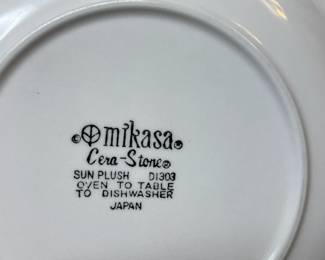 © mikasa®
Cera-Stone®
SUN PLUSH D1303
OVEN TO TABLE
TO DISHWASHER
JAPAN